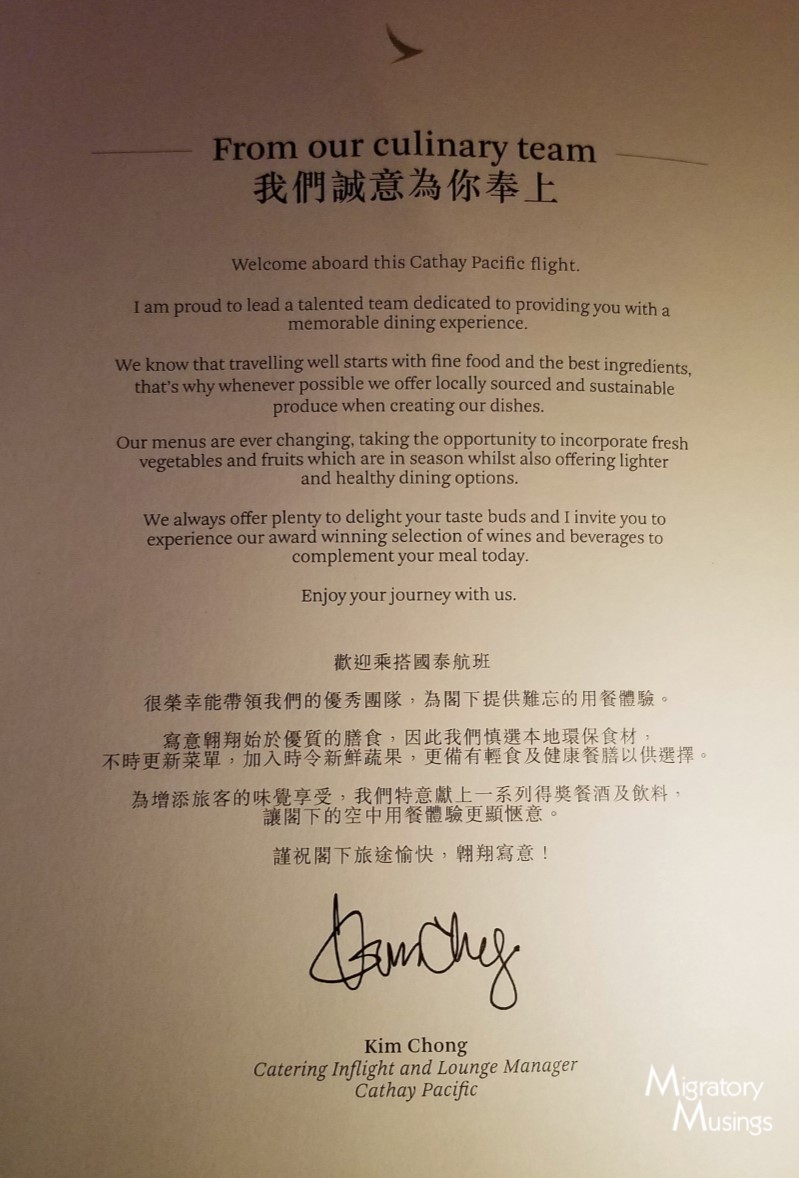 From our culinary team
我們誠意為你奉上
Welcome aboard this Cathay Pacific flight.
I am proud to lead a talented team dedicated to providing you with a
memorable dining experience.
We know that travelling well starts with fine food and the best ingredients,
that's why whenever possible we offer locally sourced and sustainable
produce when creating our dishes.
Our menus are ever changing, taking the opportunity to incorporate fresh
vegetables and fruits which are in season whilst also offering lighter
and healthy dining options.
We always offer plenty to delight your taste buds and I invite you to
experience our award winning selection of wines and beverages to
complement your meal today.
Enjoy your journey with us.
歡迎乘搭國泰航班
很榮幸能帶領我們的優秀團隊，為閣下提供難忘的用餐體驗。
寫意翱翔始於優質的膳食，因此我們慎選本地環保食材，
不時更新菜單，加入時令新鮮蔬果，更備有輕食及健康餐膳以供選擇。
為增添旅客的味覺享受，我們特意獻上一系列得獎餐酒及飲料，
讓閣下的空中用餐體驗更顯愜意。
謹祝閣下旅途愉快，翱翔寫意！
Kim Chong
Catering Inflight and Lounge Manager
Cathay Pacific
Migratory
Musings